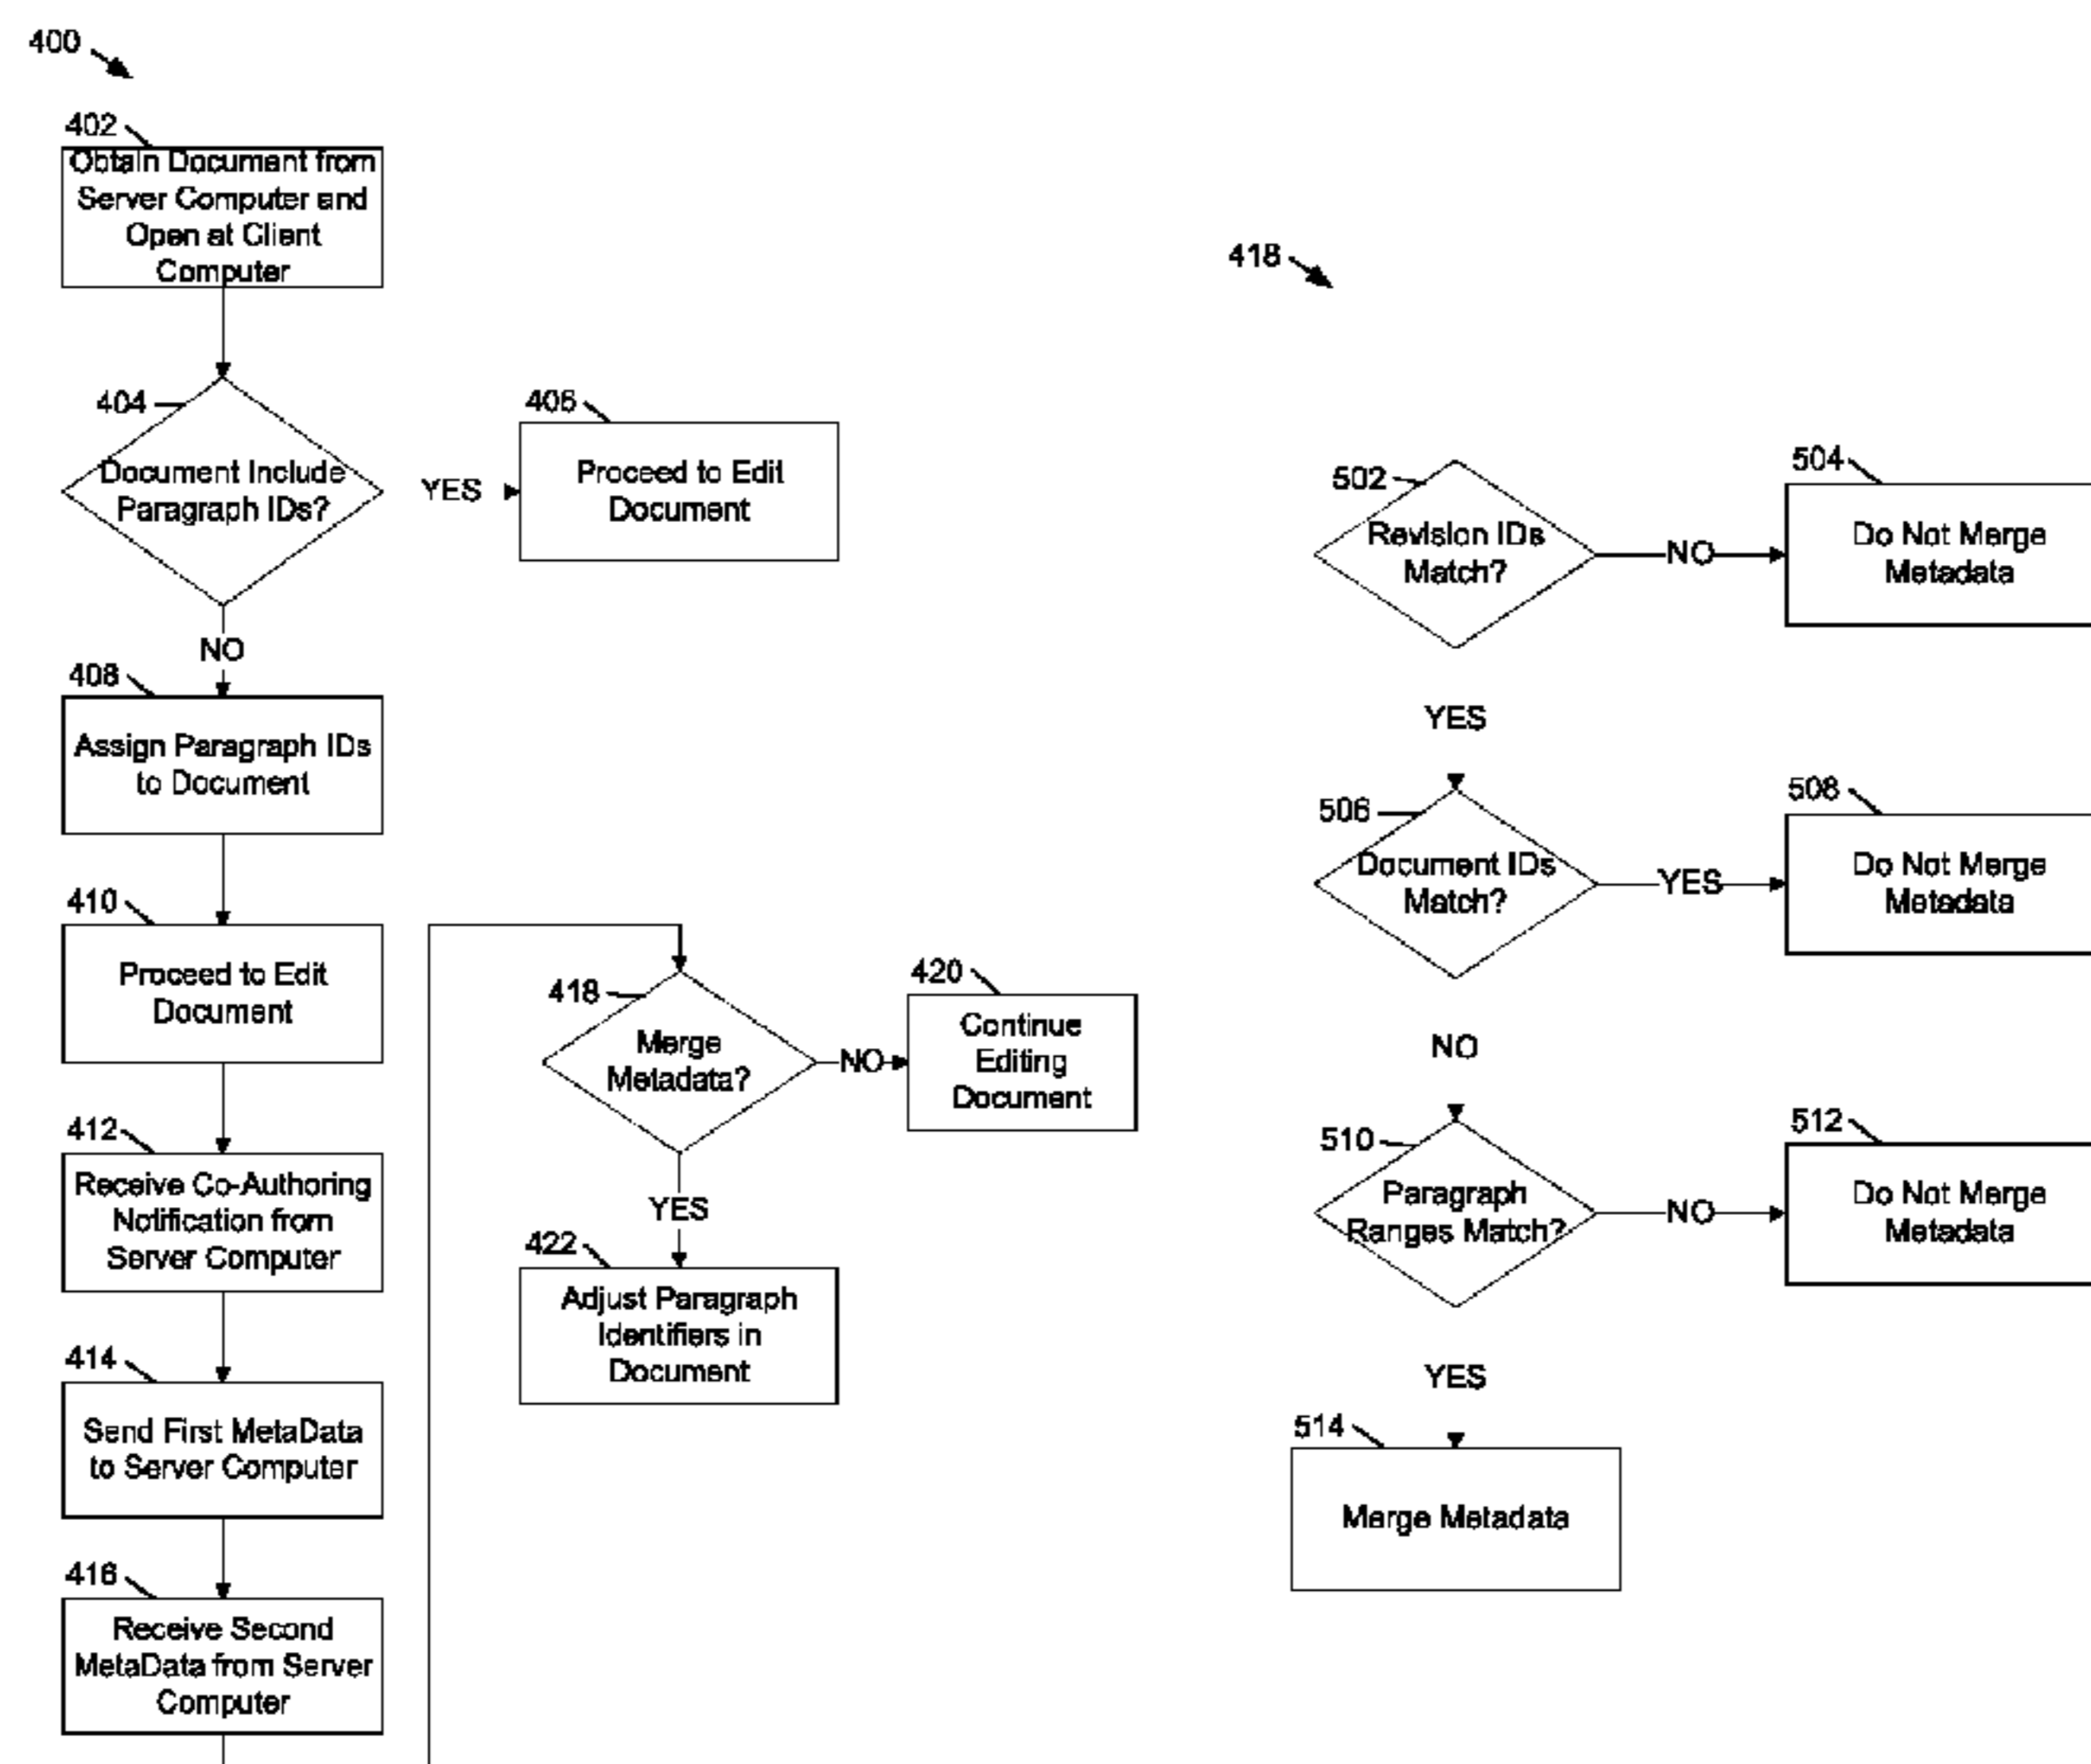 400
402
Obtain Document from
Server Computer and
Open at Client
Computer
404
Document Include
Paragraph IDs?
YES
406
Proceed to Edit
Document
NO
408
Assign Paragraph IDs
to Document
410
Proceed to Edit
Document
412
Receive Co-Authoring
Notification from
Server Computer
414
Send First MetaData
to Server Computer
416
Receive Second
MetaData from Server
Computer
418
Merge
Metadata?
NO
420
Continue
Editing
Document
YES
422
Adjust Paragraph
Identifiers in
Document
418
502
Revision IDs
Match?
NO
504
Do Not Merge
Metadata
YES
506
Document IDs
Match?
YES
508
Do Not Merge
Metadata
NO
510
Paragraph
Ranges Match?
NO
512
Do Not Merge
Metadata
YES
514
Merge Metadata